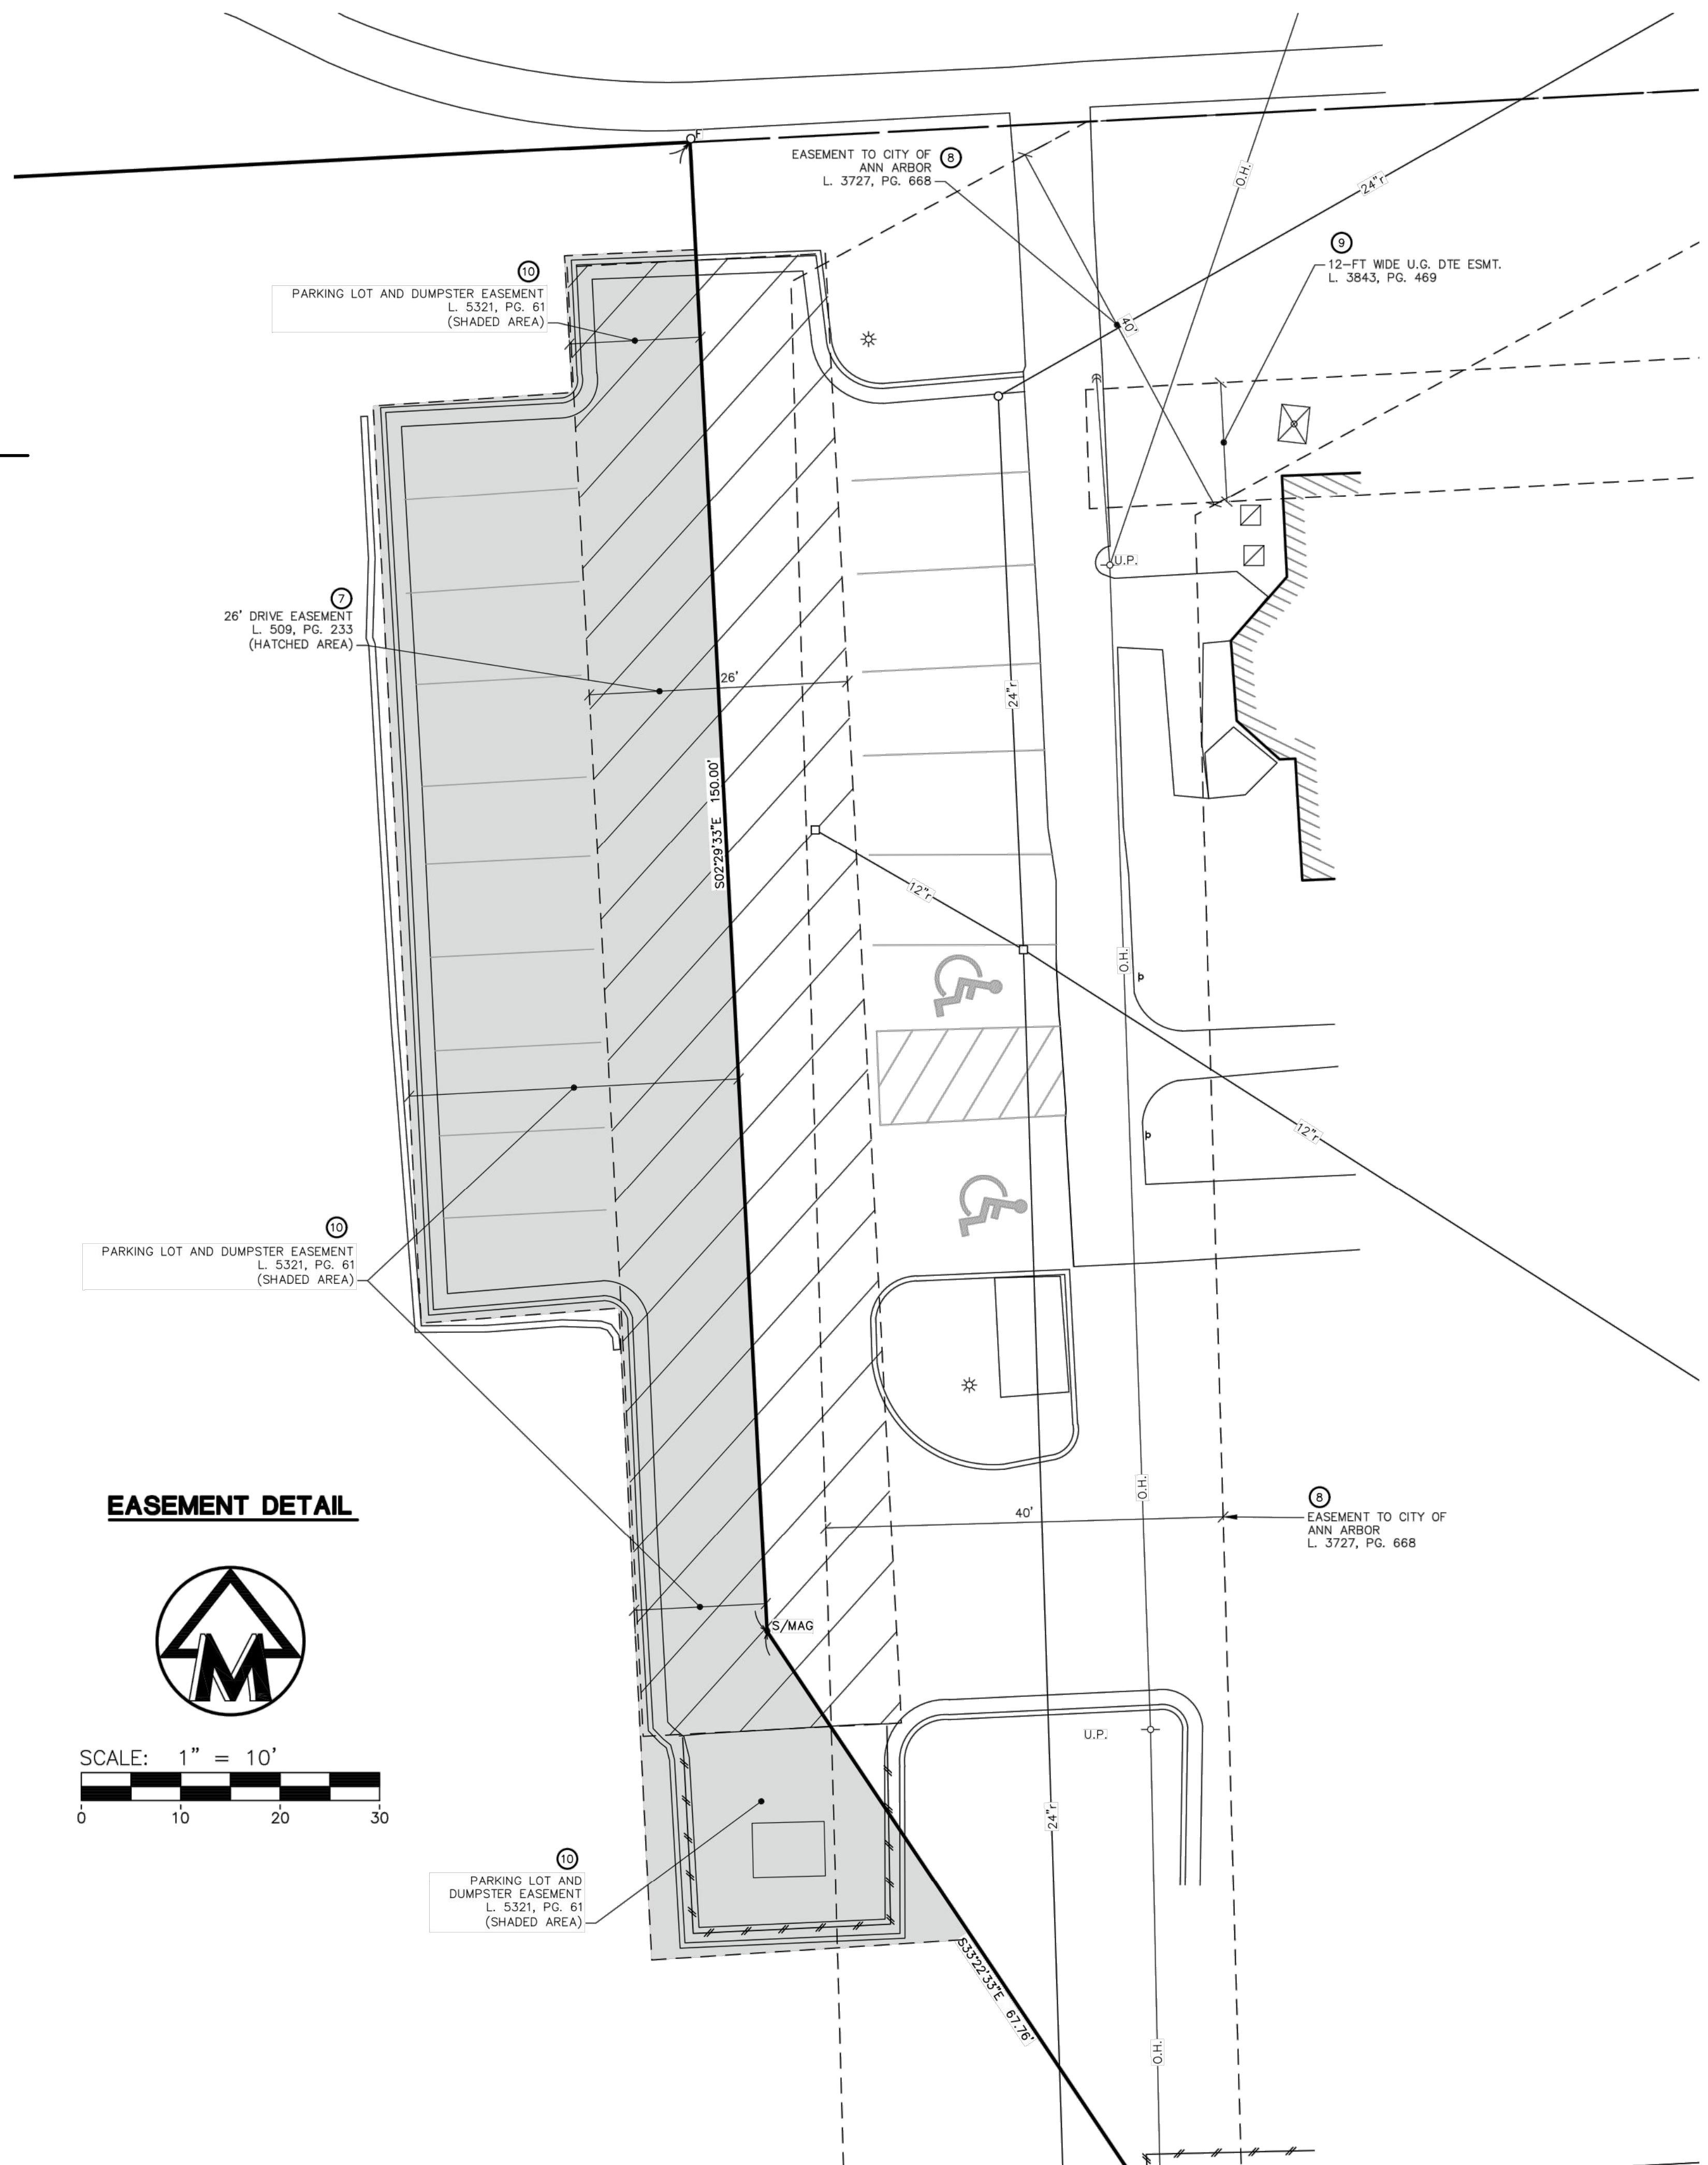 F
EASEMENT TO CITY OF
ANN ARBOR
L. 3727, PG. 668
8
O.H.
24"r
9
12-FT WIDE U.G. DTE ESMT.
L. 3843, PG. 469
10
PARKING LOT AND DUMPSTER EASEMENT
L. 5321, PG. 61
(SHADED AREA)
40'
U.P.
7
26' DRIVE EASEMENT
L. 509, PG. 233
(HATCHED AREA)
26'
24"r
S02°29'33"E 150.00'
12"r
O.H.
12"r
10
PARKING LOT AND DUMPSTER EASEMENT
L. 5321, PG. 61
(SHADED AREA)
O.H.
EASEMENT DETAIL
40'
8
EASEMENT TO CITY OF
ANN ARBOR
L. 3727, PG. 668
S/MAG
M
U.P.
SCALE: 1" = 10'
0 10 20 30
24"r
10
PARKING LOT AND
DUMPSTER EASEMENT
L. 5321, PG. 61
(SHADED AREA)
S33°22'33"E 67.76'
O.H.